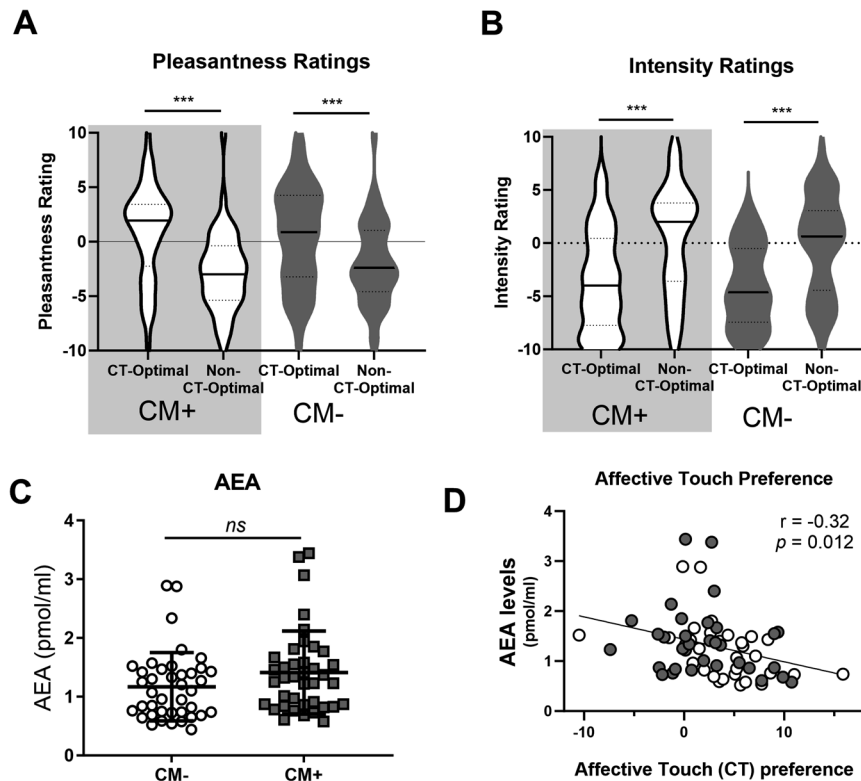 A
Pleasantness Ratings
***
***
Pleasantness Rating
10
5
0
-5
-10
CT-Optimal
Non-
CT-Optimal
CT-Optimal
Non-
CT-Optimal
CM+
CM-
B
Intensity Ratings
***
***
Intensity Rating
10
5
0
-5
-10
CT-Optimal
Non-
CT-Optimal
CT-Optimal
Non-
CT-Optimal
CM+
CM-
C
AEA
ns
AEA (pmol/ml)
4
3
2
1
0
CM-
CM+
D
Affective Touch Preference
r = -0.32
p = 0.012
AEA levels
(pmol/ml)
4
3
2
1
0
-10
0
10
Affective Touch (CT) preference